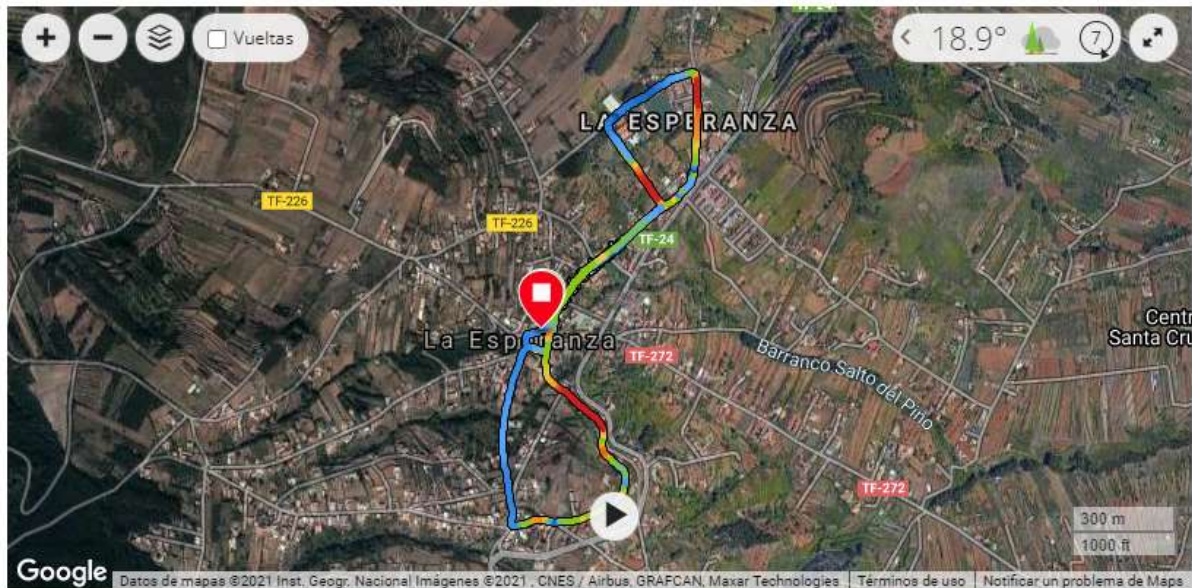 TF-24
+
−
Vueltas
18.9°
7
LA ESPERANZA
TF-226
TF-226
TF-24
La Esperanza
TF-272
Barranco Salto del Pino
Centr
Santa Cru
TF-272
300 m
1000 ft
Google
Datos de mapas ©2021 Inst. Geogr. Nacional Imágenes ©2021 , CNES / Airbus, GRAFCAN, Maxar Technologies
Términos de uso
Notificar un problema de Maps